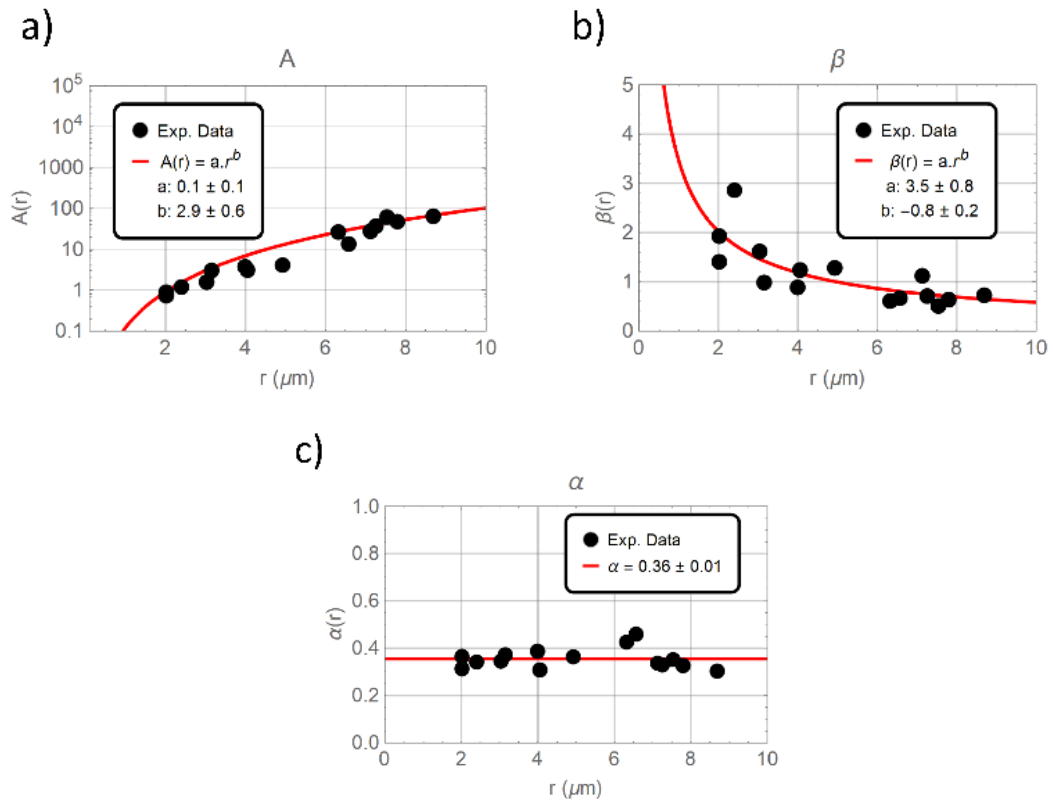 a)
A
10^5
10^4
1000
100
10
1
0.1
A(r)
Exp. Data
A(r) = a.r^b
a: 0.1 ± 0.1
b: 2.9 ± 0.6
2 4 6 8 10
r (μm)
b)
β
5
4
3
2
1
0
β(r)
Exp. Data
β(r) = a.r^b
a: 3.5 ± 0.8
b: −0.8 ± 0.2
0 2 4 6 8 10
r (μm)
c)
α
1.0
0.8
0.6
0.4
0.2
0.0
α(r)
Exp. Data
α = 0.36 ± 0.01
0 2 4 6 8 10
r (μm)